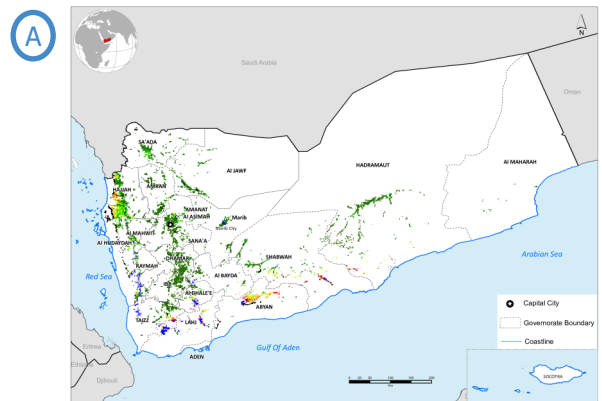 A
N
Saudi Arabia
Oman
SA'ADA
Al JAWF
HADRAMAUT
Al MAHARAH
HAJJAH
AMRAN
AMANAT
Al ASIMAH
Marib
Marib City
Al MAHWIT
Al HUDAYDAH
SANA'A
Arabian Sea
RAYMAH
DHAMAR
SHABWAH
Red Sea
Al BAYDA
IBB
Al DHALE'E
ABYAN
TAIZZ
LAHJ
Capital City
Governorate Boundary
Coastline
Eritrea
Gulf Of Aden
ADEN
Ethiopia
Djibouti
SOCOTRA